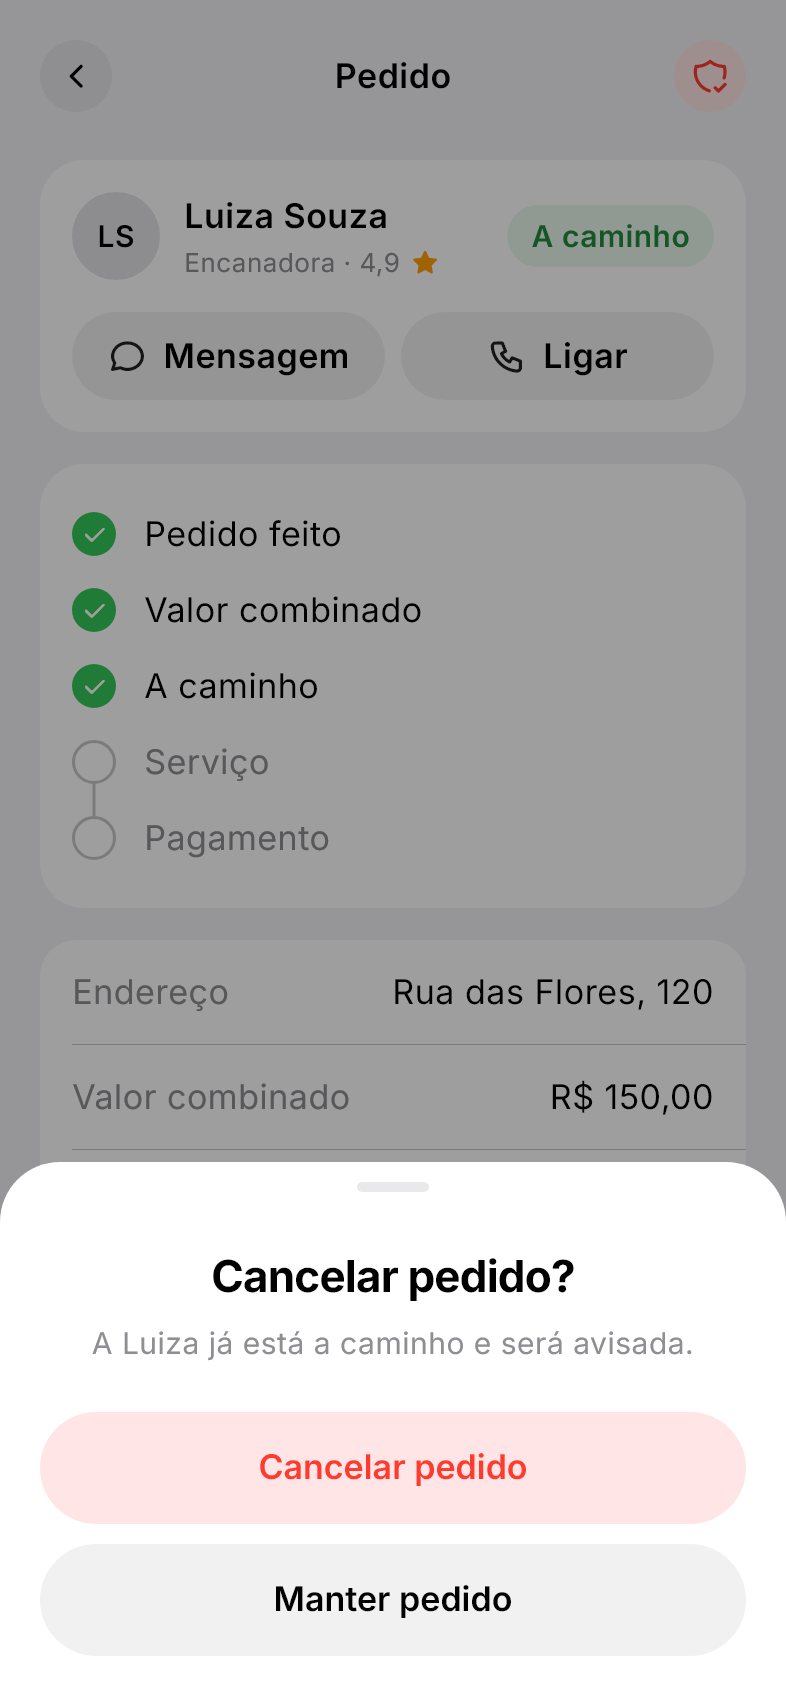 Pedido
LS
Luiza Souza
Encanadora · 4,9
A caminho
Mensagem
Ligar
Pedido feito
Valor combinado
A caminho
Serviço
Pagamento
Endereço
Rua das Flores, 120
Valor combinado
R$ 150,00
Cancelar pedido?
A Luiza já está a caminho e será avisada.
Cancelar pedido
Manter pedido